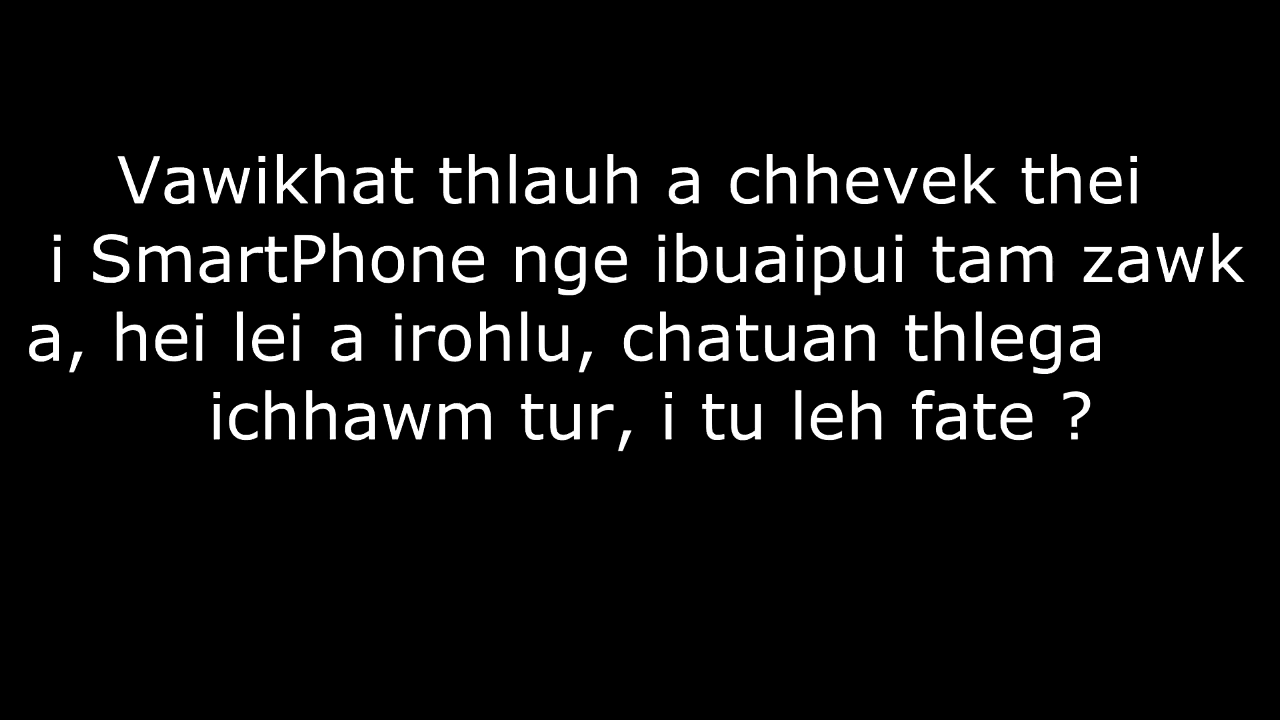 Vawikhat thlauh a chhevek thei
i SmartPhone nge ibuaipui tam zawk
a, hei lei a irohlu, chatuan thlega
ichhawm tur, i tu leh fate ?